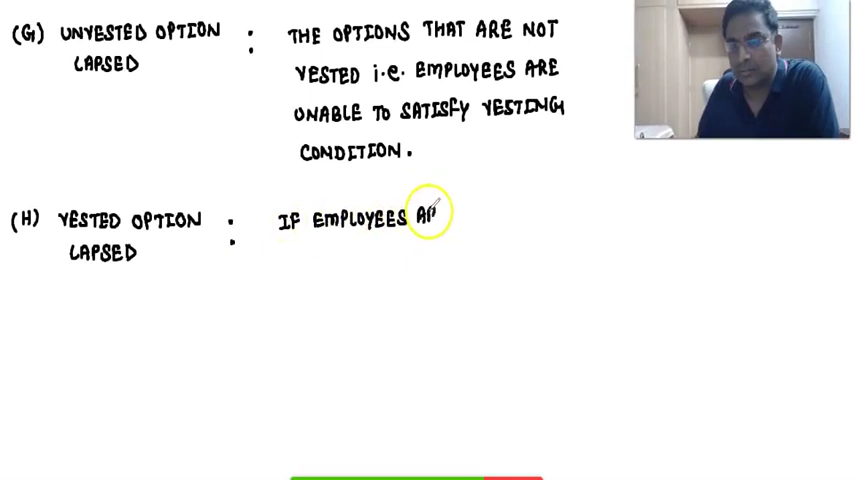 (G) UNVESTED OPTION : THE OPTIONS THAT ARE NOT
LAPSED VESTED i.e. EMPLOYEES ARE
UNABLE TO SATISFY VESTING
CONDITION.
(H) VESTED OPTION : IF EMPLOYEES
LAPSED